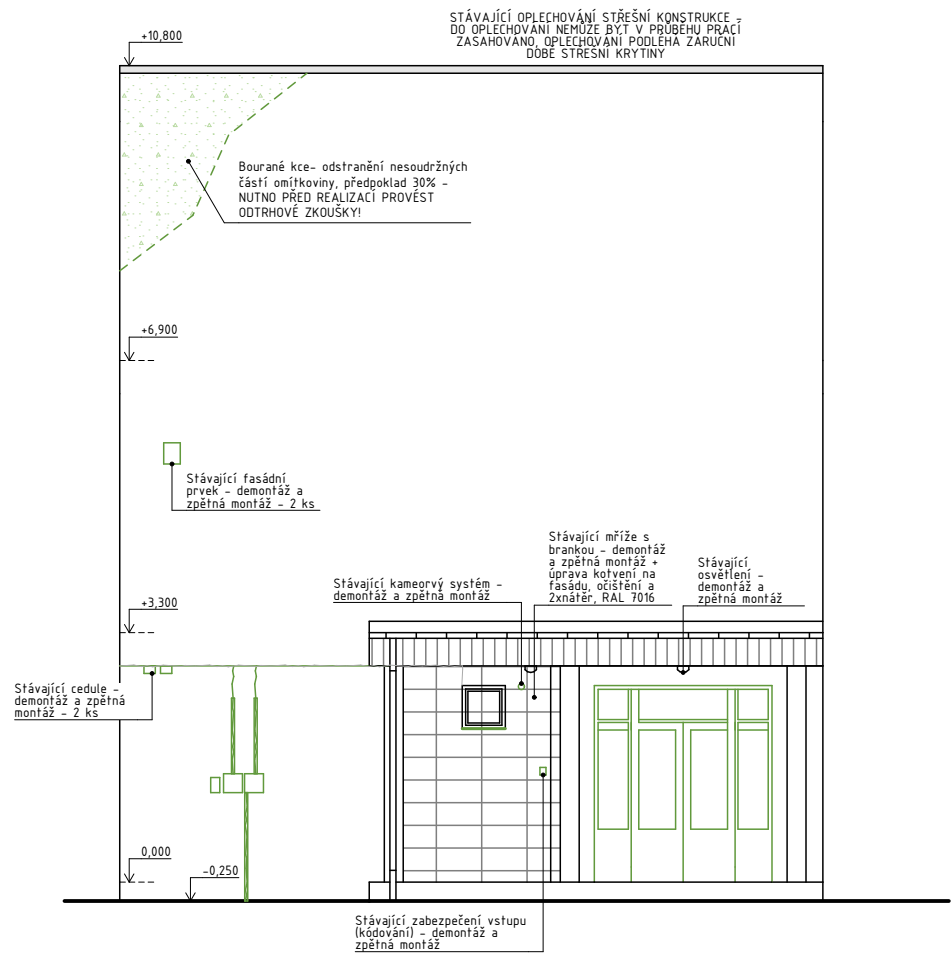 STÁVAJÍCÍ OPLECHOVÁNÍ STŘEŠNÍ KONSTRUKCE -
DO OPLECHOVÁNÍ NEMŮŽE BÝT V PRŮBĚHU PRACÍ
ZASAHOVÁNO, OPLECHOVÁNÍ PODLÉHÁ ZÁRUČNÍ
DOBĚ STŘEŠNÍ KRYTINY
+10,800
Bourané kce- odstranění nesoudržných
částí omítkoviny, předpoklad 30% -
NUTNO PŘED REALIZACÍ PROVÉST
ODTRHOVÉ ZKOUŠKY!
+6,900
Stávající fasádní
prvek - demontáž a
zpětná montáž - 2 ks
Stávající mříže s
brankou - demontáž
a zpětná montáž +
úprava kotvení na
fasádu, očištění a
2xnátěr, RAL 7016
Stávající
osvětlení -
demontáž a
zpětná montáž
Stávající kameorvý systém -
demontáž a zpětná montáž
+3,300
Stávající cedule -
demontáž a zpětná
montáž - 2 ks
0,000
-0,250
Stávající zabezpečení vstupu
(kódování) - demontáž a
zpětná montáž